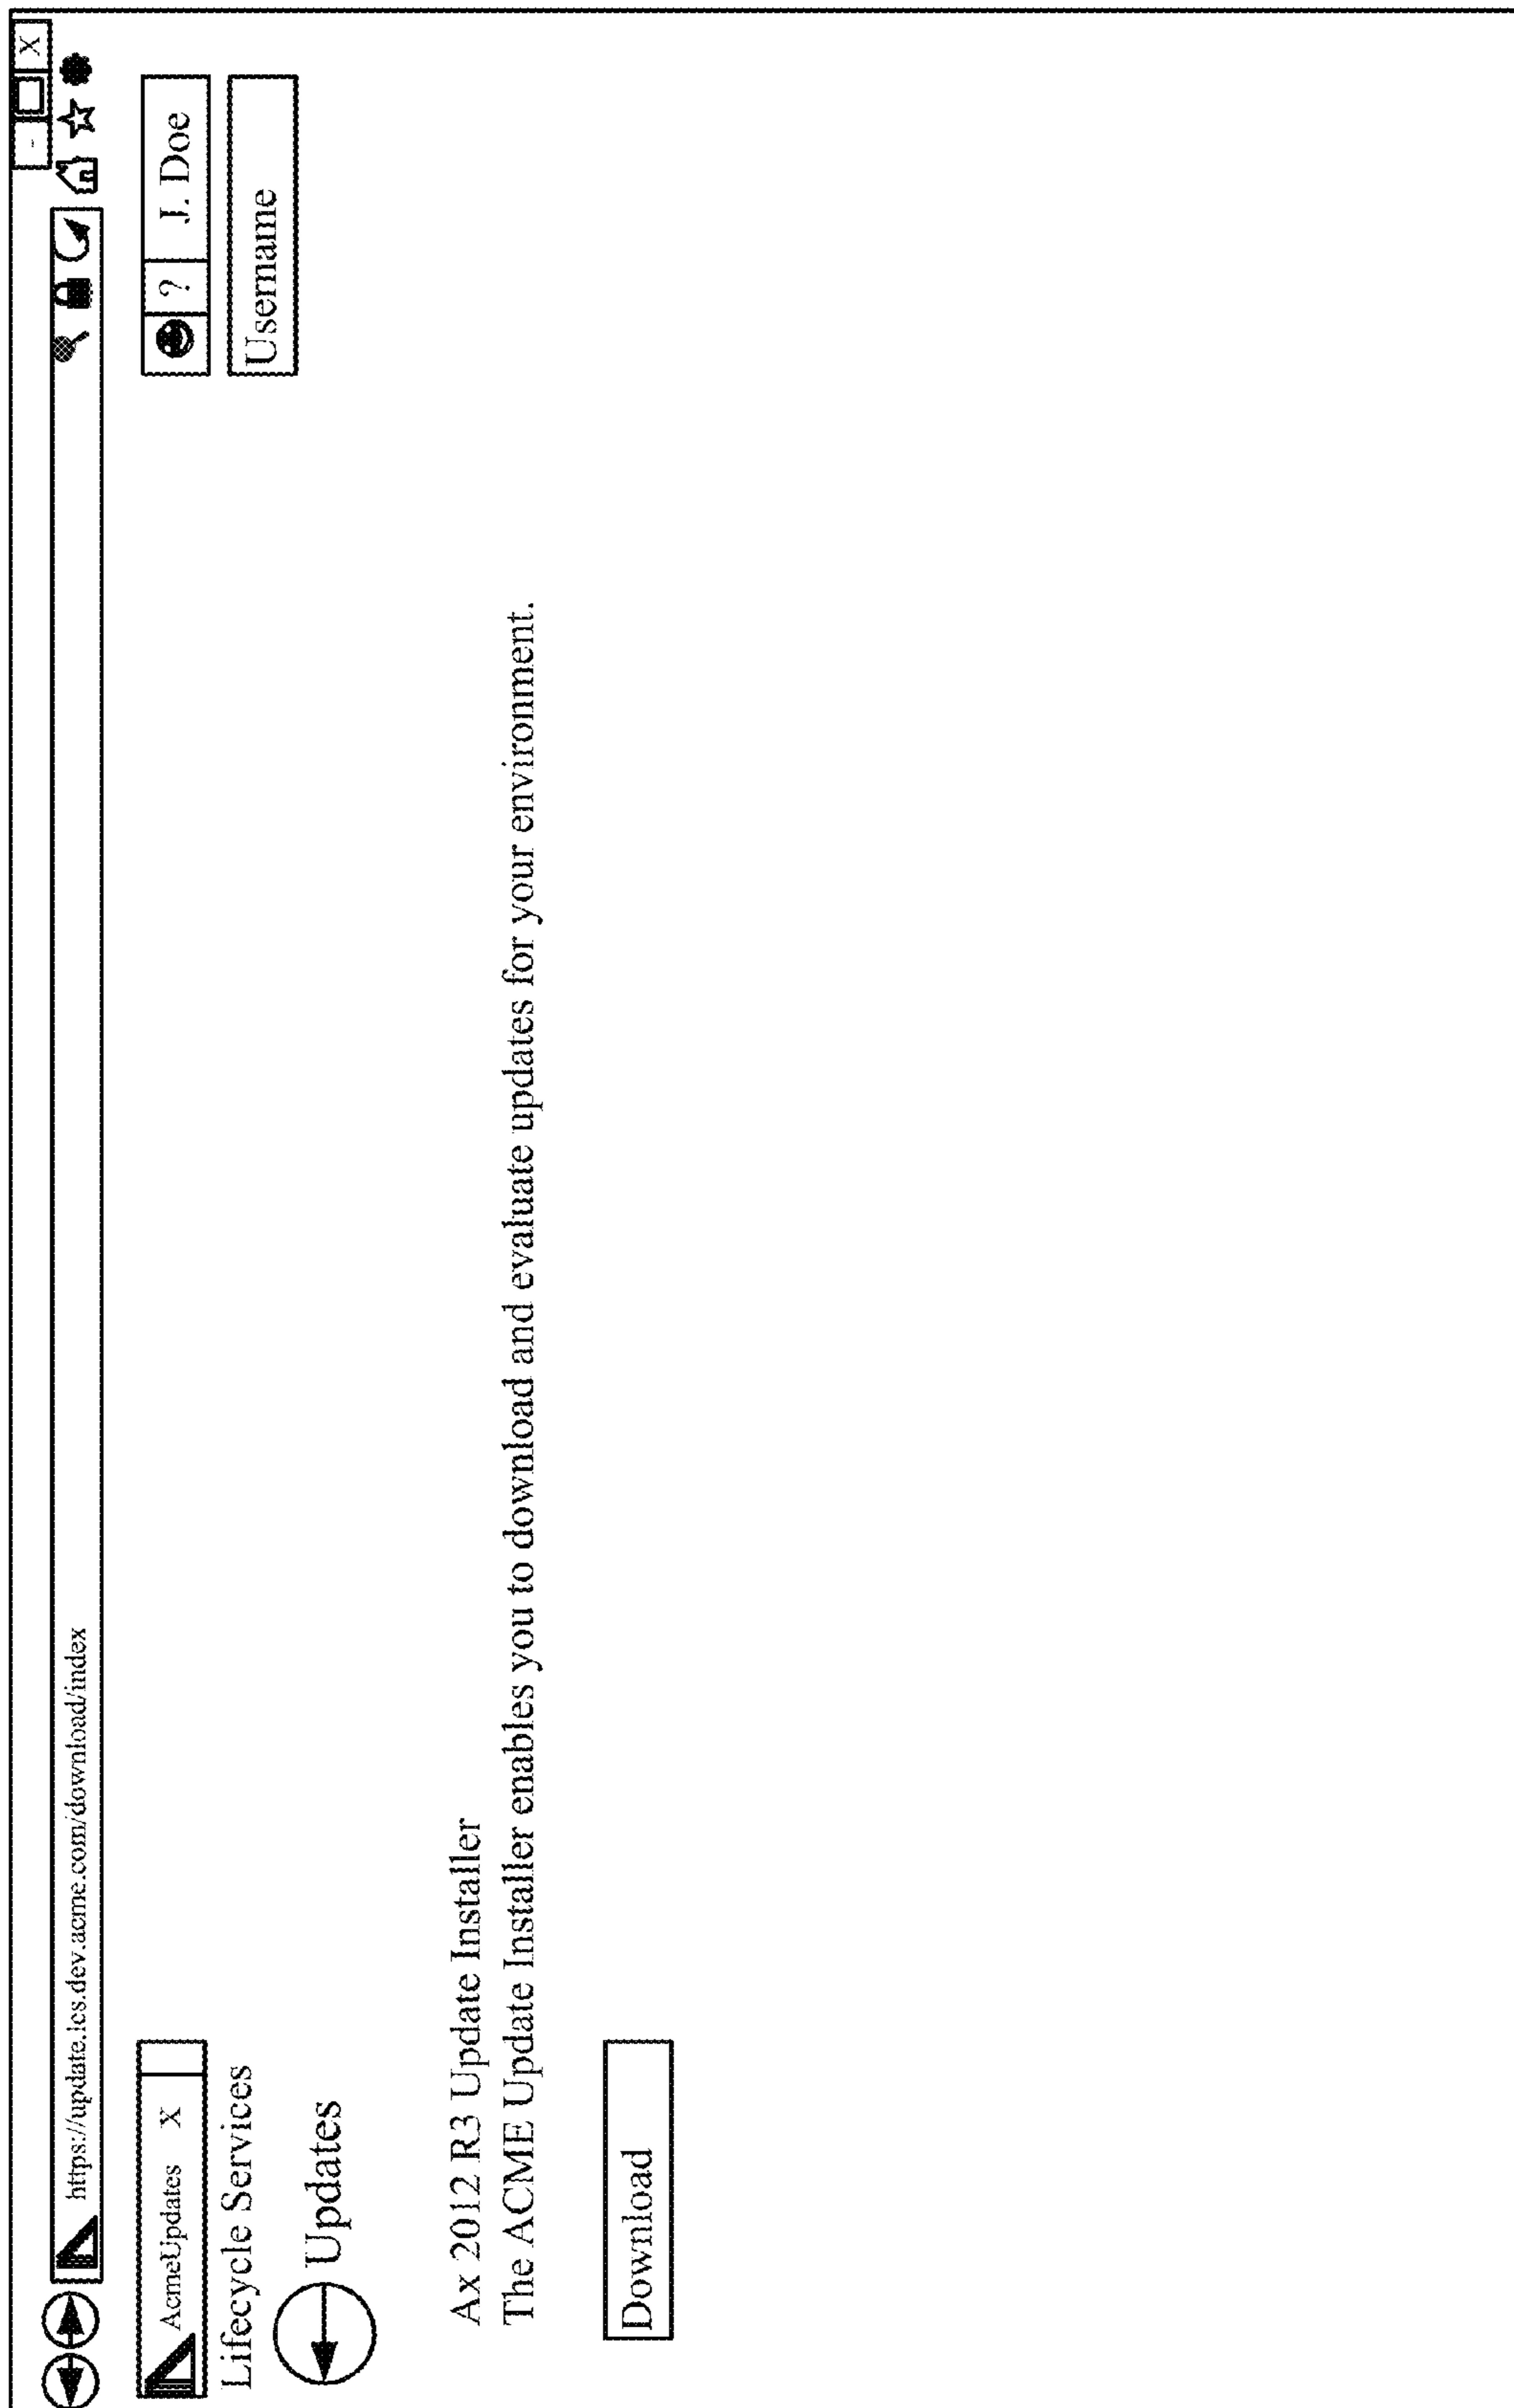 - X
https://update.lcs.dev.acme.com/download/index
AcmeUpdates X
? J. Doe
Lifecycle Services
Username
Updates
Ax 2012 R3 Update Installer
The ACME Update Installer enables you to download and evaluate updates for your environment.
Download